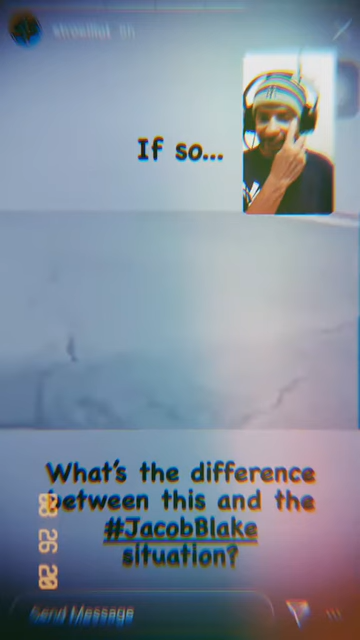 If so...
What's the difference
between this and the
#JacobBlake
situation?
08 26 20
Send Message